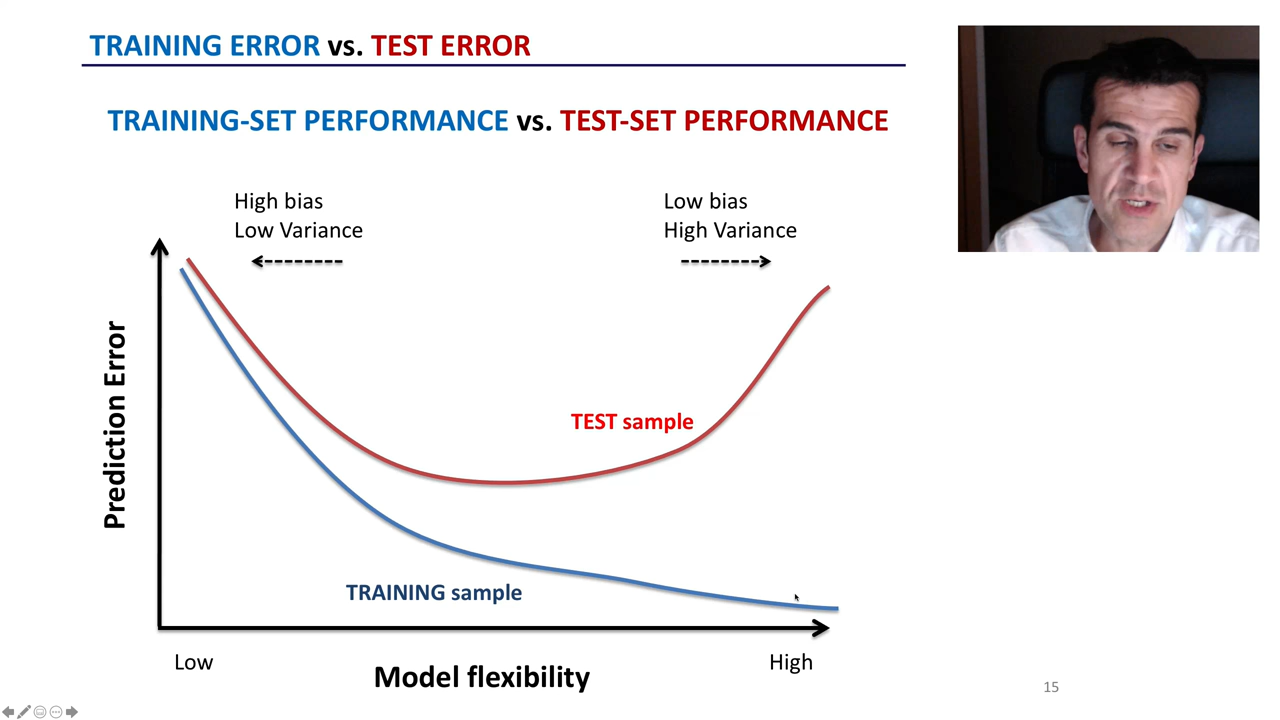 TRAINING ERROR vs. TEST ERROR
TRAINING-SET PERFORMANCE vs. TEST-SET PERFORMANCE
High bias
Low Variance
Low bias
High Variance
Prediction Error
TEST sample
TRAINING sample
Low
Model flexibility
High
15